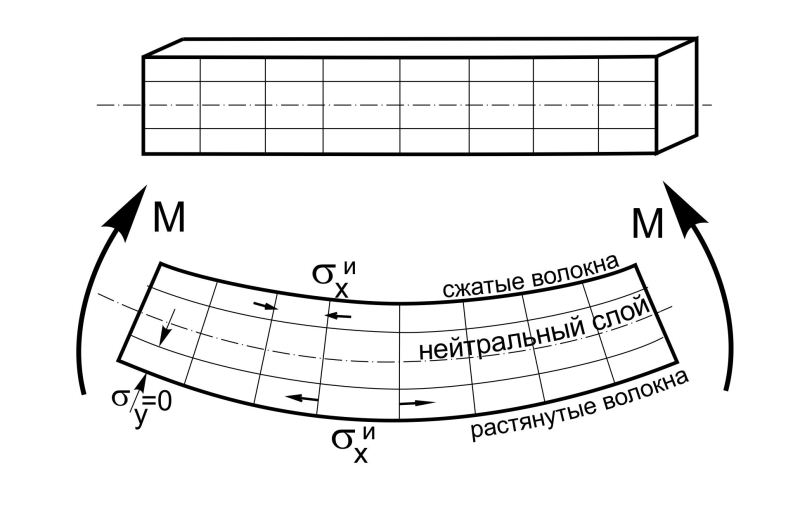 M
M
σxи
сжатые волокна
нейтральный слой
σy=0
растянутые волокна
σxи